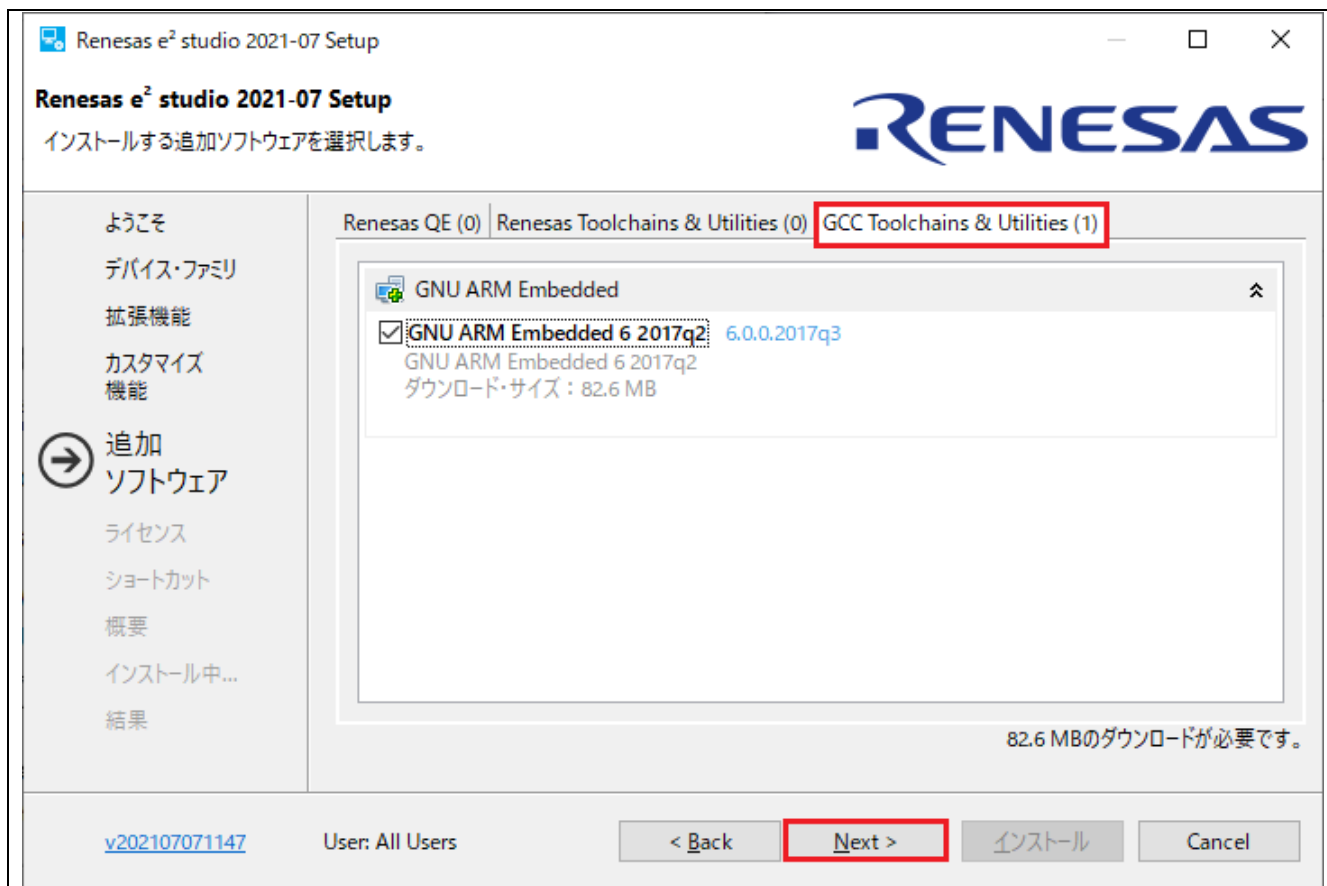 Renesas e² studio 2021-07 Setup
Renesas e² studio 2021-07 Setup
インストールする追加ソフトウェアを選択します。
RENESAS
ようこそ
デバイス・ファミリ
拡張機能
カスタマイズ
機能
追加
ソフトウェア
ライセンス
ショートカット
概要
インストール中...
結果
Renesas QE (0) Renesas Toolchains & Utilities (0) GCC Toolchains & Utilities (1)
GNU ARM Embedded
GNU ARM Embedded 6 2017q2 6.0.0.2017q3
GNU ARM Embedded 6 2017q2
ダウンロード・サイズ：82.6 MB
82.6 MBのダウンロードが必要です。
v202107071147 User: All Users < Back Next > インストール Cancel